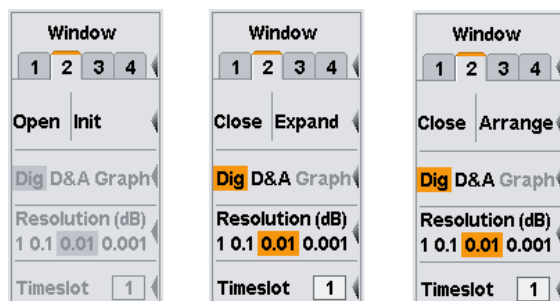 Window
1 2 3 4
Open Init
Dig D&A Graph
Resolution (dB)
1 0.1 0.01 0.001
Timeslot 1
Window
1 2 3 4
Close Expand
Dig D&A Graph
Resolution (dB)
1 0.1 0.01 0.001
Timeslot 1
Window
1 2 3 4
Close Arrange
Dig D&A Graph
Resolution (dB)
1 0.1 0.01 0.001
Timeslot 1